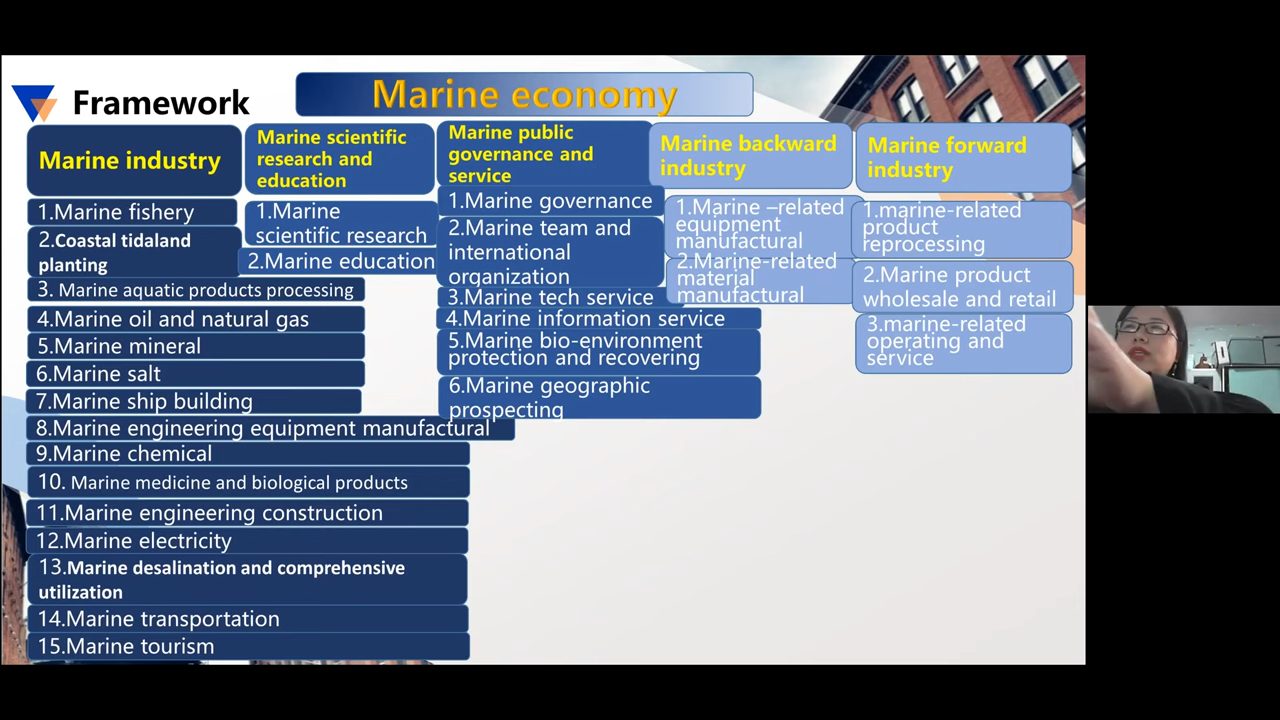 Framework
Marine economy
Marine industry
1.Marine fishery
2.Coastal tidaland
planting
3. Marine aquatic products processing
4.Marine oil and natural gas
5.Marine mineral
6.Marine salt
7.Marine ship building
8.Marine engineering equipment manufactural
9.Marine chemical
10. Marine medicine and biological products
11.Marine engineering construction
12.Marine electricity
13.Marine desalination and comprehensive
utilization
14.Marine transportation
15.Marine tourism
Marine scientific
research and
education
1.Marine
scientific research
2.Marine education
Marine public
governance and
service
1.Marine governance
2.Marine team and
international
organization
3.Marine tech service
4.Marine information service
5.Marine bio-environment
protection and recovering
6.Marine geographic
prospecting
Marine backward
industry
1.Marine –related
equipment
manufactural
2.Marine-related
material
manufactural
Marine forward
industry
1.marine-related
product
reprocessing
2.Marine product
wholesale and retail
3.marine-related
operating and
service